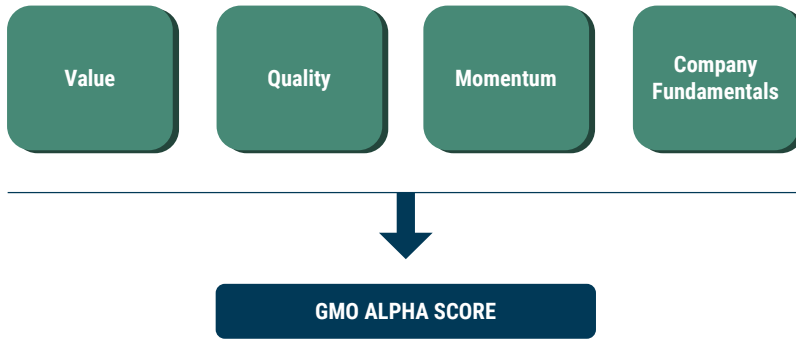 Value
Quality
Momentum
Company
Fundamentals
GMO ALPHA SCORE